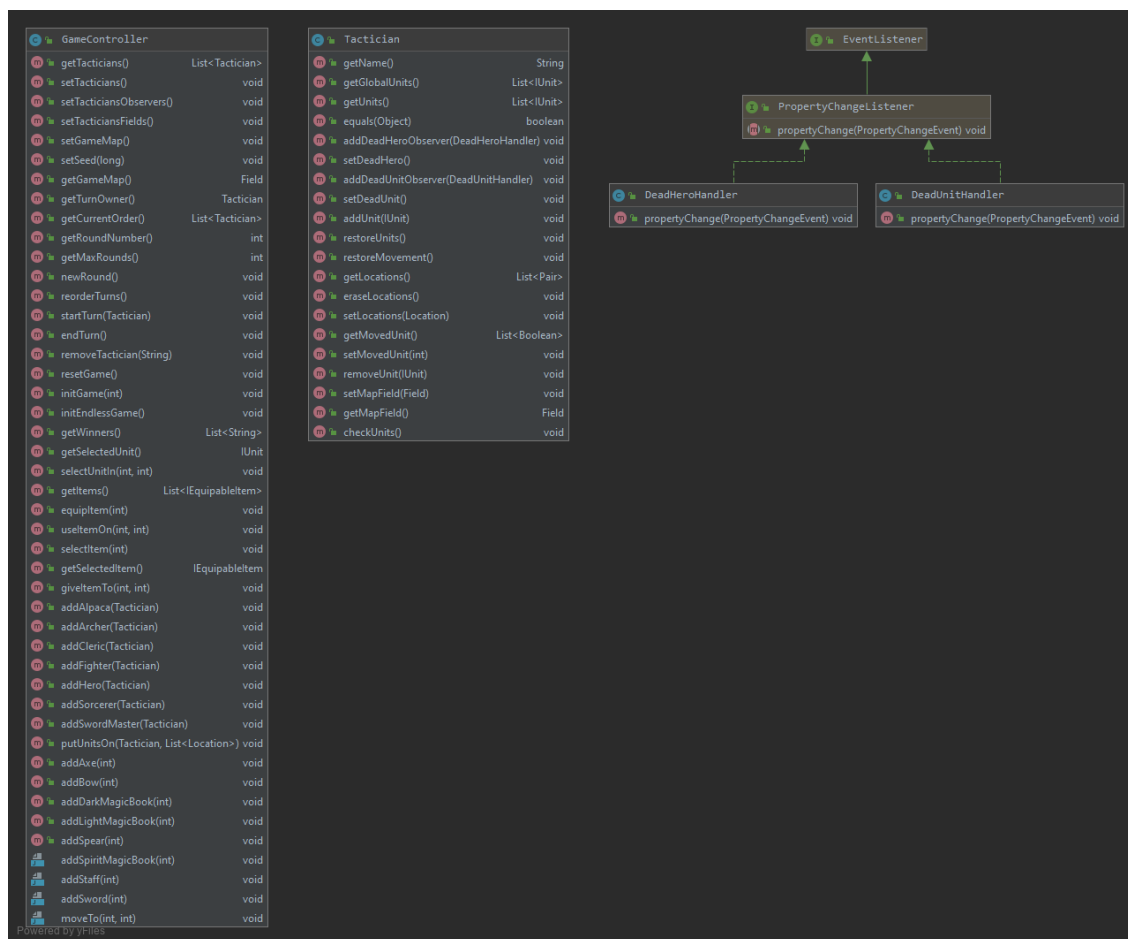 GameController
getTacticians() List<Tactician>
setTacticians() void
setTacticiansObservers() void
setTacticiansFields() void
setGameMap() void
setSeed(long) void
getGameMap() Field
getTurnOwner() Tactician
getCurrentOrder() List<Tactician>
getRoundNumber() int
getMaxRounds() int
newRound() void
reorderTurns() void
startTurn(Tactician) void
endTurn() void
removeTactician(String) void
resetGame() void
initGame(int) void
initEndlessGame() void
getWinners() List<String>
getSelectedUnit() IUnit
selectUnitIn(int, int) void
getItems() List<IEquipableItem>
equipItem(int) void
useItemOn(int, int) void
selectItem(int) void
getSelectedItem() IEquipableItem
giveItemTo(int, int) void
addAlpaca(Tactician) void
addArcher(Tactician) void
addCleric(Tactician) void
addFighter(Tactician) void
addHero(Tactician) void
addSorcerer(Tactician) void
addSwordMaster(Tactician) void
putUnitsOn(Tactician, List<Location>) void
addAxe(int) void
addBow(int) void
addDarkMagicBook(int) void
addLightMagicBook(int) void
addSpear(int) void
addSpiritMagicBook(int) void
addStaff(int) void
addSword(int) void
moveTo(int, int) void
Powered by yFiles
Tactician
getName() String
getGlobalUnits() List<IUnit>
getUnits() List<IUnit>
equals(Object) boolean
addDeadHeroObserver(DeadHeroHandler) void
setDeadHero() void
addDeadUnitObserver(DeadUnitHandler) void
setDeadUnit() void
addUnit(IUnit) void
restoreUnits() void
restoreMovement() void
getLocations() List<Pair>
eraseLocations() void
setLocations(Location) void
getMovedUnit() List<Boolean>
setMovedUnit(int) void
removeUnit(IUnit) void
setMapField(Field) void
getMapField() Field
checkUnits() void
EventListener
PropertyChangeListener
propertyChange(PropertyChangeEvent) void
DeadHeroHandler
propertyChange(PropertyChangeEvent) void
DeadUnitHandler
propertyChange(PropertyChangeEvent) void